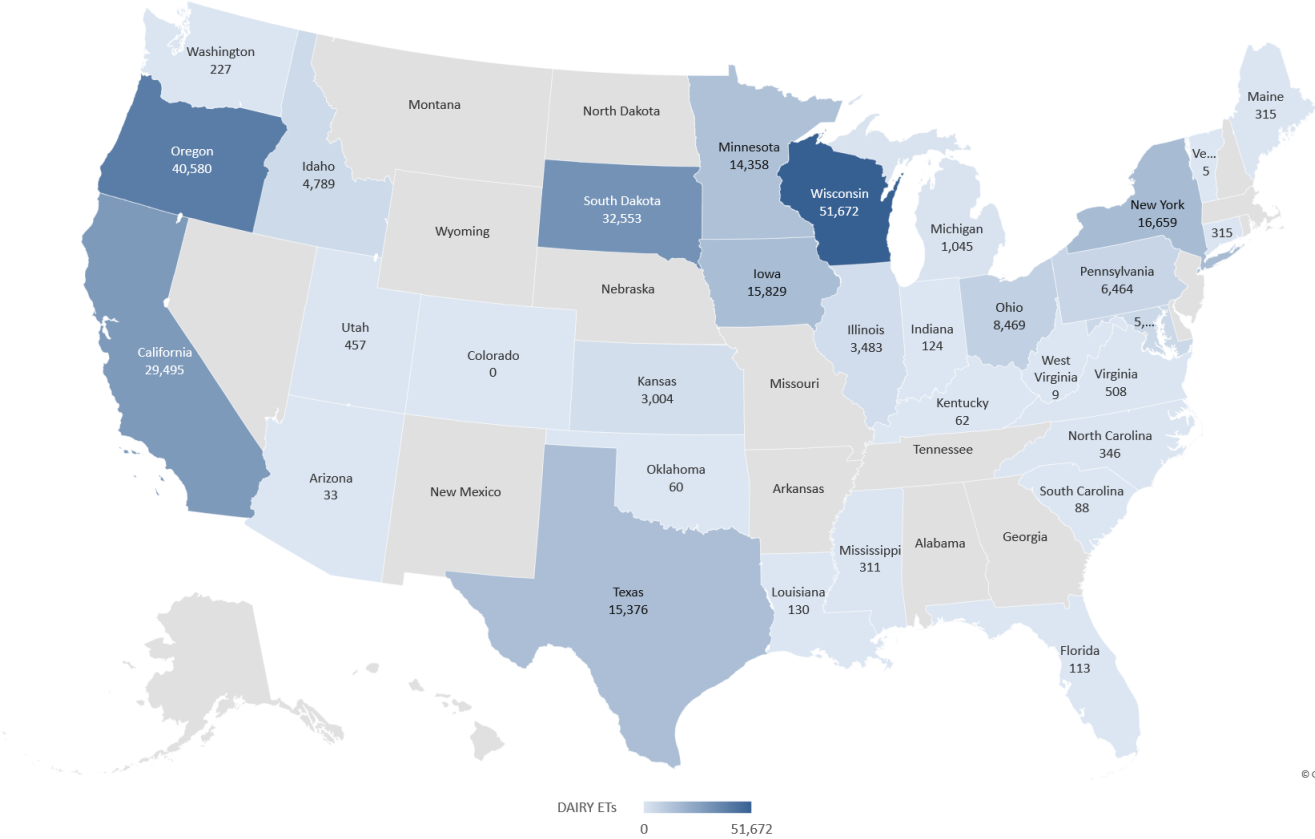 Washington
227
Montana
North Dakota
Minnesota
14,358
Maine
315
Oregon
40,580
Idaho
4,789
Ve...
5
Wisconsin
51,672
South Dakota
32,553
New York
16,659
Wyoming
Michigan
1,045
315
Iowa
15,829
Pennsylvania
6,464
Nebraska
Ohio
8,469
5,...
Utah
457
Illinois
3,483
Indiana
124
California
29,495
Colorado
0
West
Virginia
9
Virginia
508
Kansas
3,004
Missouri
Kentucky
62
North Carolina
346
Tennessee
Oklahoma
60
Arizona
33
New Mexico
Arkansas
South Carolina
88
Mississippi
311
Alabama
Georgia
Texas
15,376
Louisiana
130
Florida
113
DAIRY ETs
0
51,672